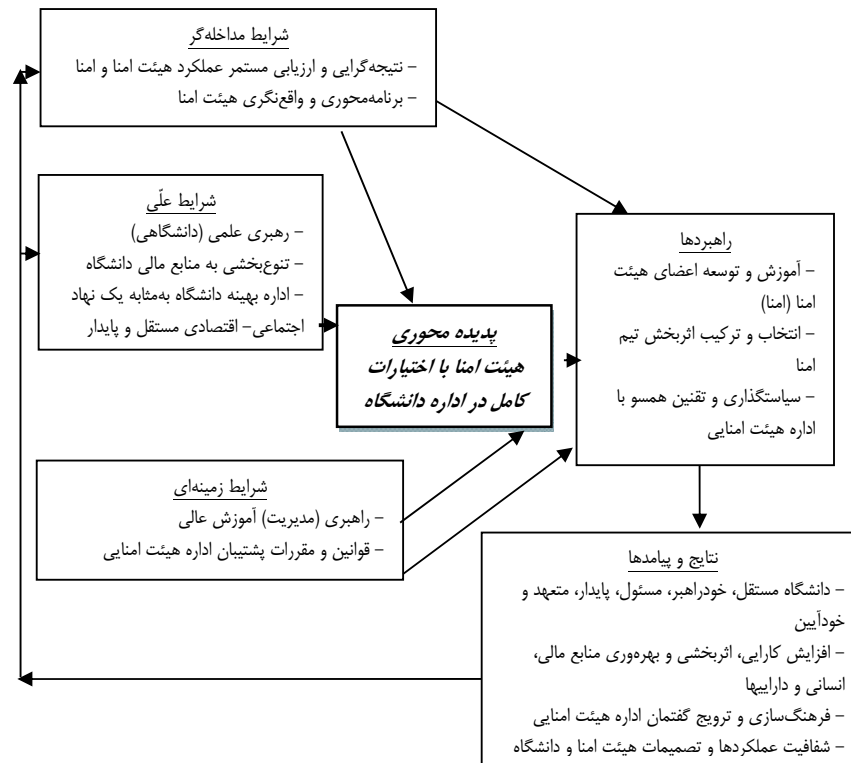 شرایط مداخله‌گر
– نتیجه‌گرایی و ارزیابی مستمر عملکرد هیئت امنا و امنا
– برنامه‌محوری و واقع‌نگری هیئت امنا
شرایط علّی
– رهبری علمی (دانشگاهی)
– تنوع‌بخشی به منابع مالی دانشگاه
– اداره بهینه دانشگاه به‌مثابه یک نهاد
اجتماعی– اقتصادی مستقل و پایدار
پدیده محوری
هیئت امنا با اختیارات
کامل در اداره دانشگاه
راهبردها
– آموزش و توسعه اعضای هیئت
امنا (امنا)
– انتخاب و ترکیب اثربخش تیم
امنا
– سیاستگذاری و تقنین همسو با
اداره هیئت امنایی
شرایط زمینه‌ای
– راهبری (مدیریت) آموزش عالی
– قوانین و مقررات پشتیبان اداره هیئت امنایی
نتایج و پیامدها
– دانشگاه مستقل، خودراهبر، مسئول، پایدار، متعهد و
خودآیین
– افزایش کارایی، اثربخشی و بهره‌وری منابع مالی،
انسانی و داراییها
– فرهنگ‌سازی و ترویج گفتمان اداره هیئت امنایی
– شفافیت عملکردها و تصمیمات هیئت امنا و دانشگاه